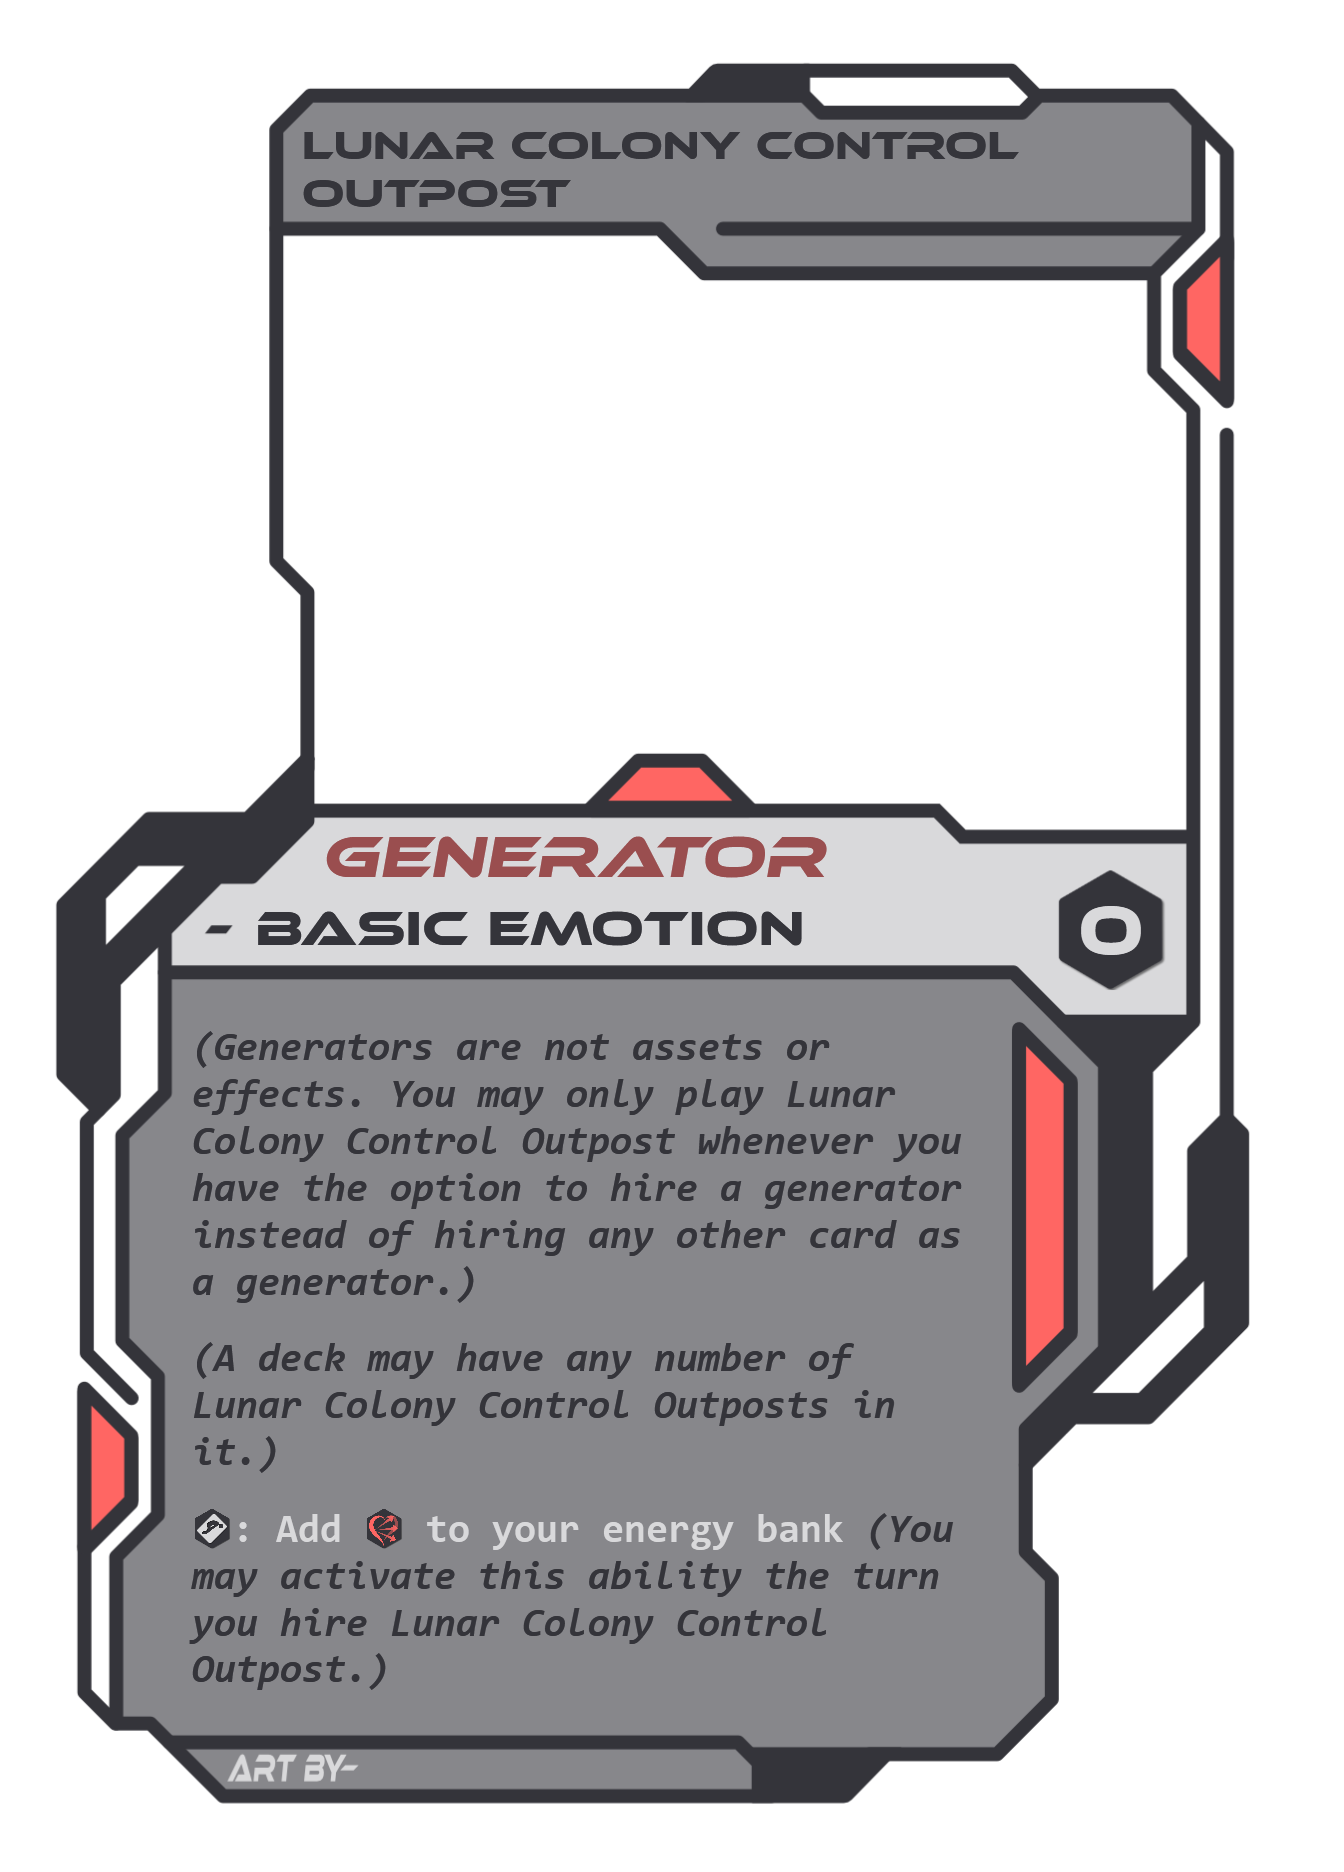 LUNAR COLONY CONTROL
OUTPOST
GENERATOR
- BASIC EMOTION
0
(Generators are not assets or
effects. You may only play Lunar
Colony Control Outpost whenever you
have the option to hire a generator
instead of hiring any other card as
a generator.)
(A deck may have any number of
Lunar Colony Control Outposts in
it.)
: Add to your energy bank (You
may activate this ability the turn
you hire Lunar Colony Control
Outpost.)
ART BY-